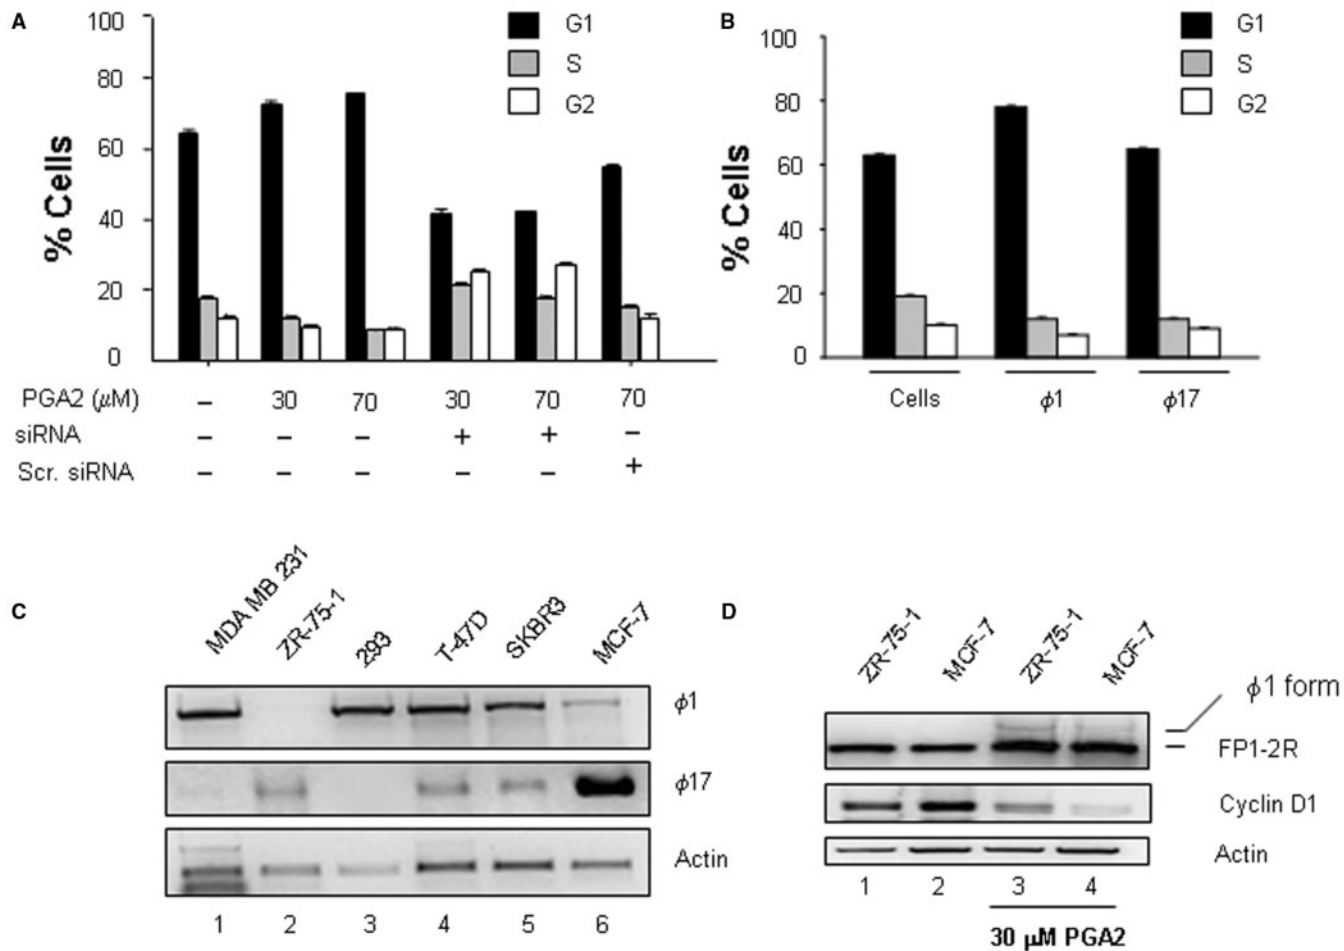 A
100
80
60
40
20
0
% Cells
G1
S
G2
PGA2 (μM) – 30 70 30 70 70
siRNA – – – + + –
Scr. siRNA – – – – – +
B
100
80
60
40
20
0
% Cells
G1
S
G2
Cells ϕ1 ϕ17
C
MDA MB 231 ZR-75-1 293 T-47D SKBR3 MCF-7
ϕ1
ϕ17
Actin
1 2 3 4 5 6
D
ZR-75-1 MCF-7 ZR-75-1 MCF-7
ϕ1 form
FP1-2R
Cyclin D1
Actin
1 2 3 4
30 μM PGA2